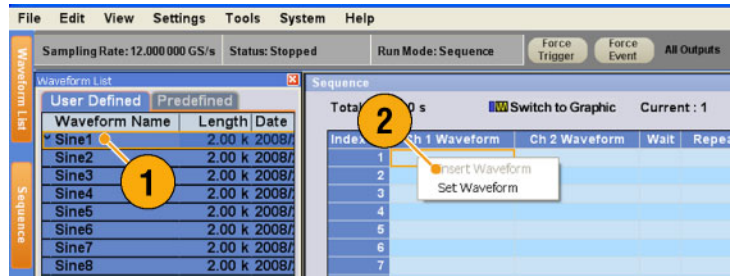 File Edit View Settings Tools System Help
Sampling Rate: 12.000 000 GS/s Status: Stopped Run Mode: Sequence Force Trigger Force Event All Outputs
Waveform List
Sequence
Waveform List
User Defined Predefined
Waveform Name Length Date
Sine1 2.00 k 2008/
Sine2 2.00 k 2008/
Sine3 2.00 k 2008/
Sine4 2.00 k 2008/
Sine5 2.00 k 2008/
Sine6 2.00 k 2008/
Sine7 2.00 k 2008/
Sine8 2.00 k 2008/
1
Sequence
0 s Switch to Graphic Current : 1
2
Index Ch 1 Waveform Ch 2 Waveform Wait
1
2
3
4
5
6
7
Insert Waveform
Set Waveform